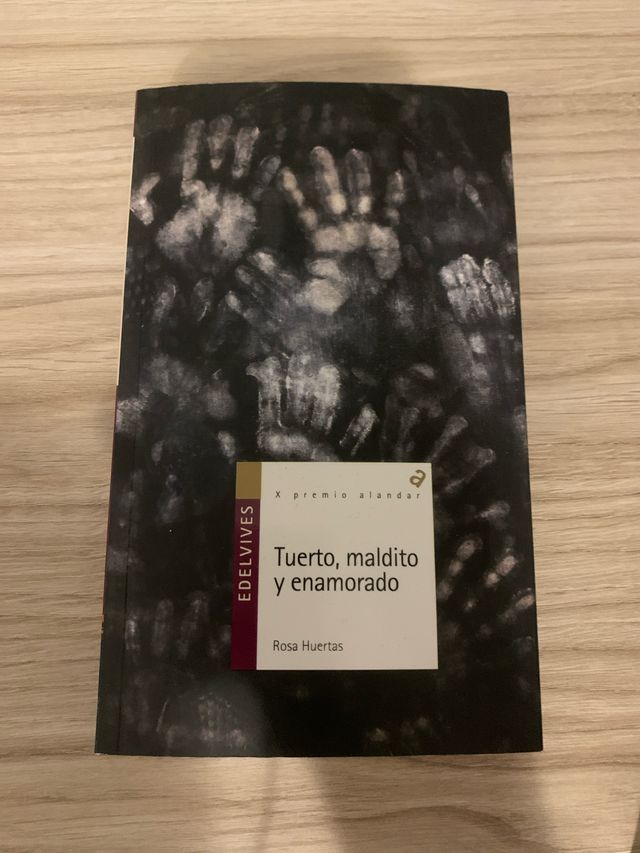 a
X premio alandar
EDELVIVES
Tuerto, maldito
y enamorado
Rosa Huertas